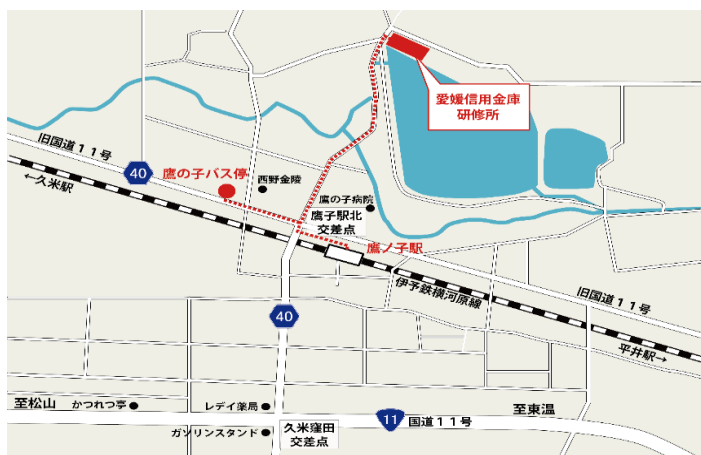 愛媛信用金庫
研修所
旧国道11号
40
鷹の子バス停
西野金陵
←久米駅
鷹の子病院
鷹子駅北
交差点
鷹ノ子駅
伊予鉄横河原線
旧国道11号
40
平井駅→
至松山
かつれつ亭
レデイ薬局
至東温
11
国道11号
ガソリンスタンド
久米窪田
交差点